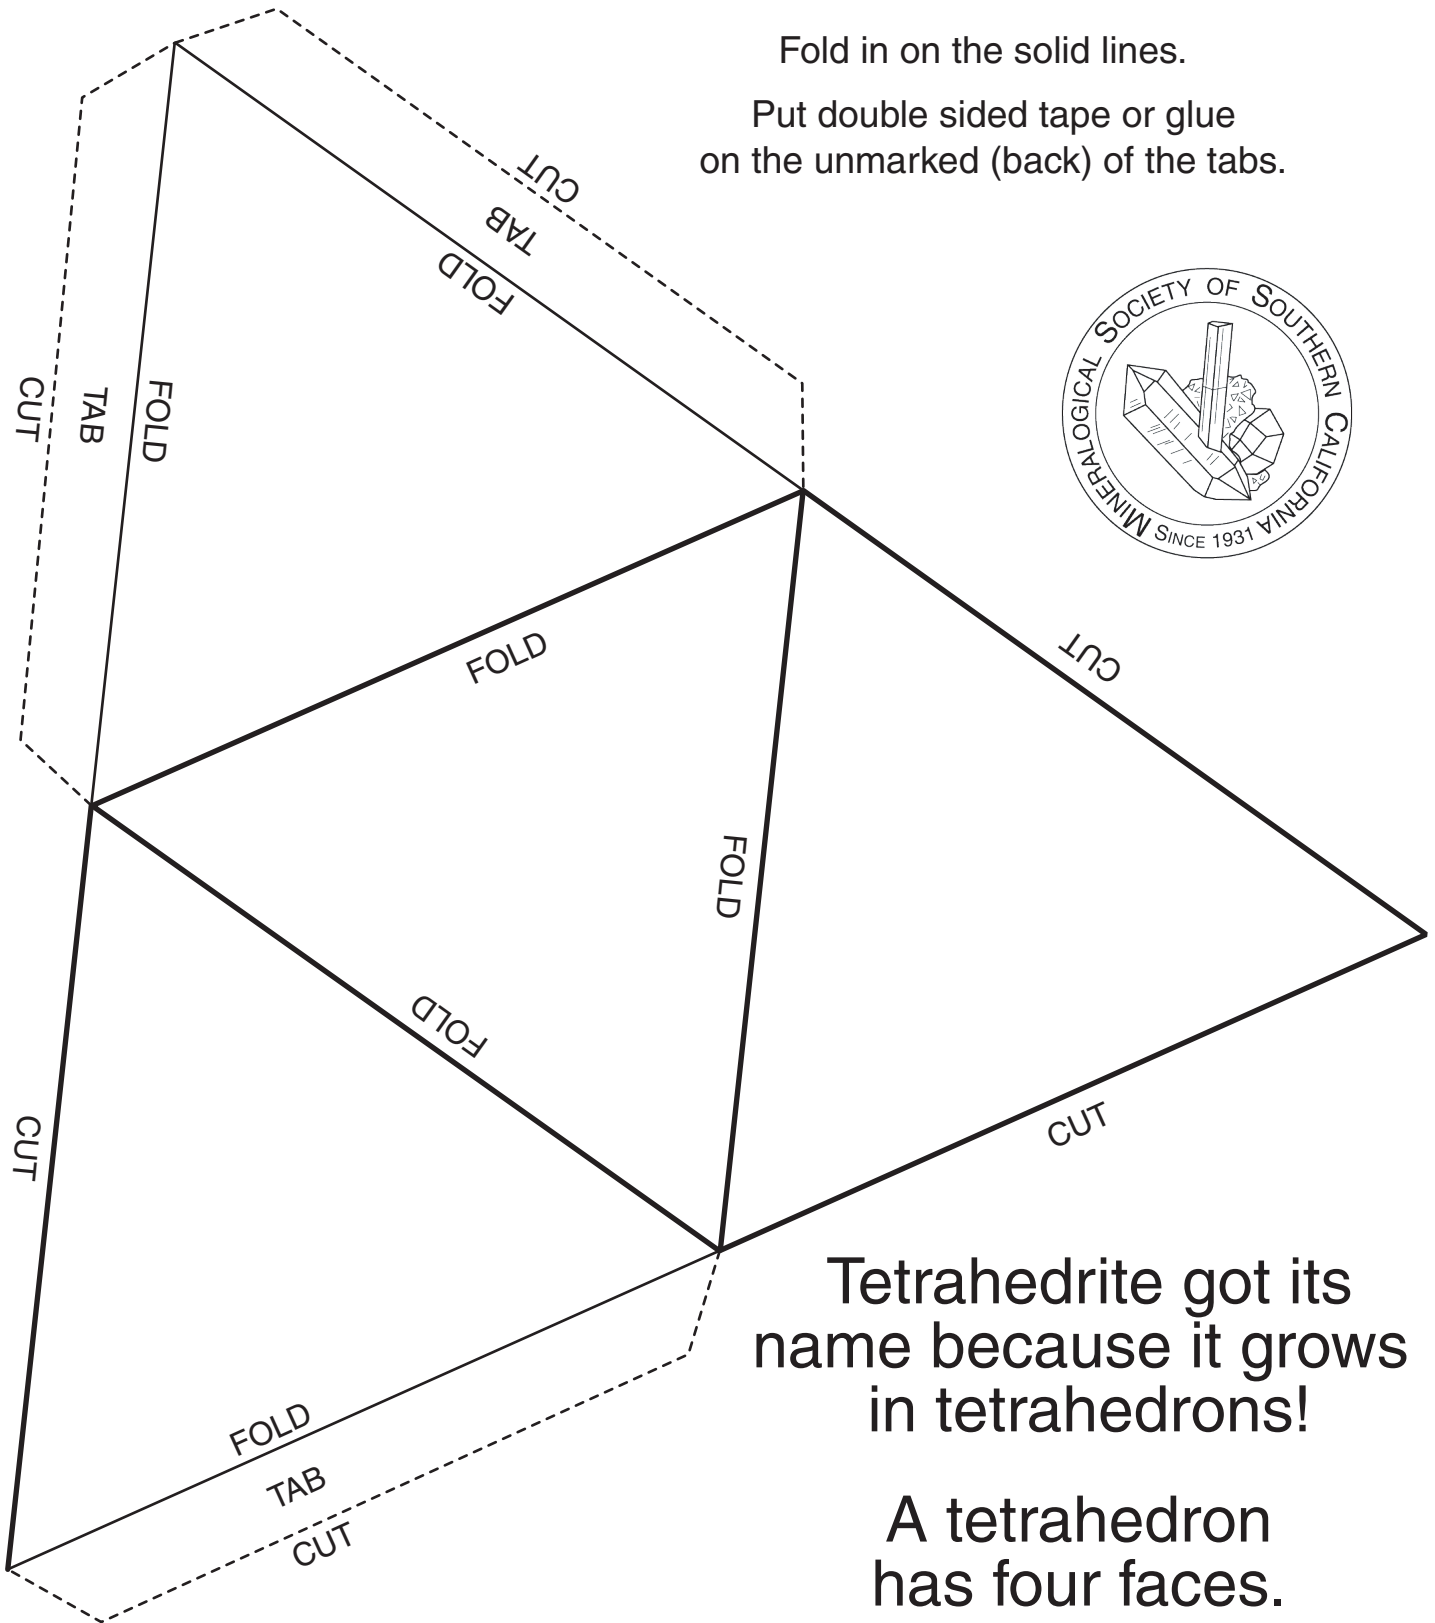 Fold in on the solid lines.
Put double sided tape or glue
on the unmarked (back) of the tabs.
CUT
TAB
FOLD
CUT
TAB
FOLD
MINERALOGICAL SOCIETY OF SOUTHERN CALIFORNIA
SINCE 1931
FOLD
CUT
FOLD
FOLD
CUT
CUT
FOLD
TAB
CUT
Tetrahedrite got its
name because it grows
in tetrahedrons!
A tetrahedron
has four faces.